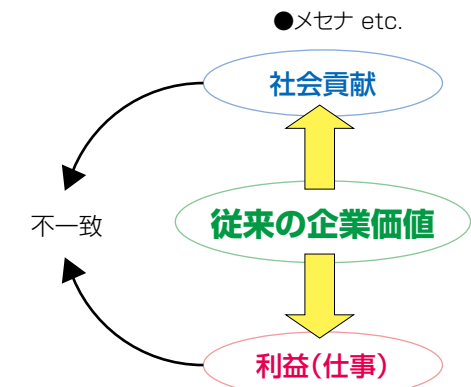 ●メセナ etc.
社会貢献
不一致
従来の企業価値
利益(仕事)